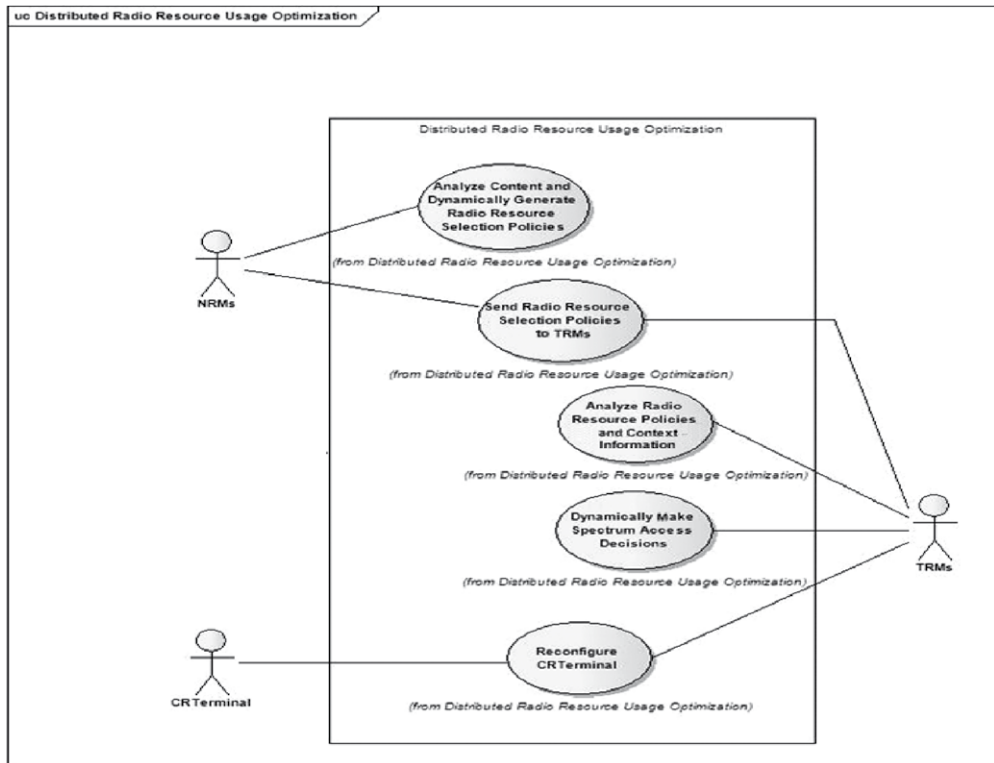 uc Distributed Radio Resource Usage Optimization
Distributed Radio Resource Usage Optimization
Analyze Content and
Dynamically Generate
Radio Resource
Selection Policies
(from Distributed Radio Resource Usage Optimization)
NRMs
Send Radio Resource
Selection Policies
to TRMs
(from Distributed Radio Resource Usage Optimization)
Analyze Radio
Resource Policies
and Context
Information
(from Distributed Radio Resource Usage Optimization)
Dynamically Make
Spectrum Access
Decisions
(from Distributed Radio Resource Usage Optimization)
TRMs
Reconfigure
CRTerminal
(from Distributed Radio Resource Usage Optimization)
CRTerminal